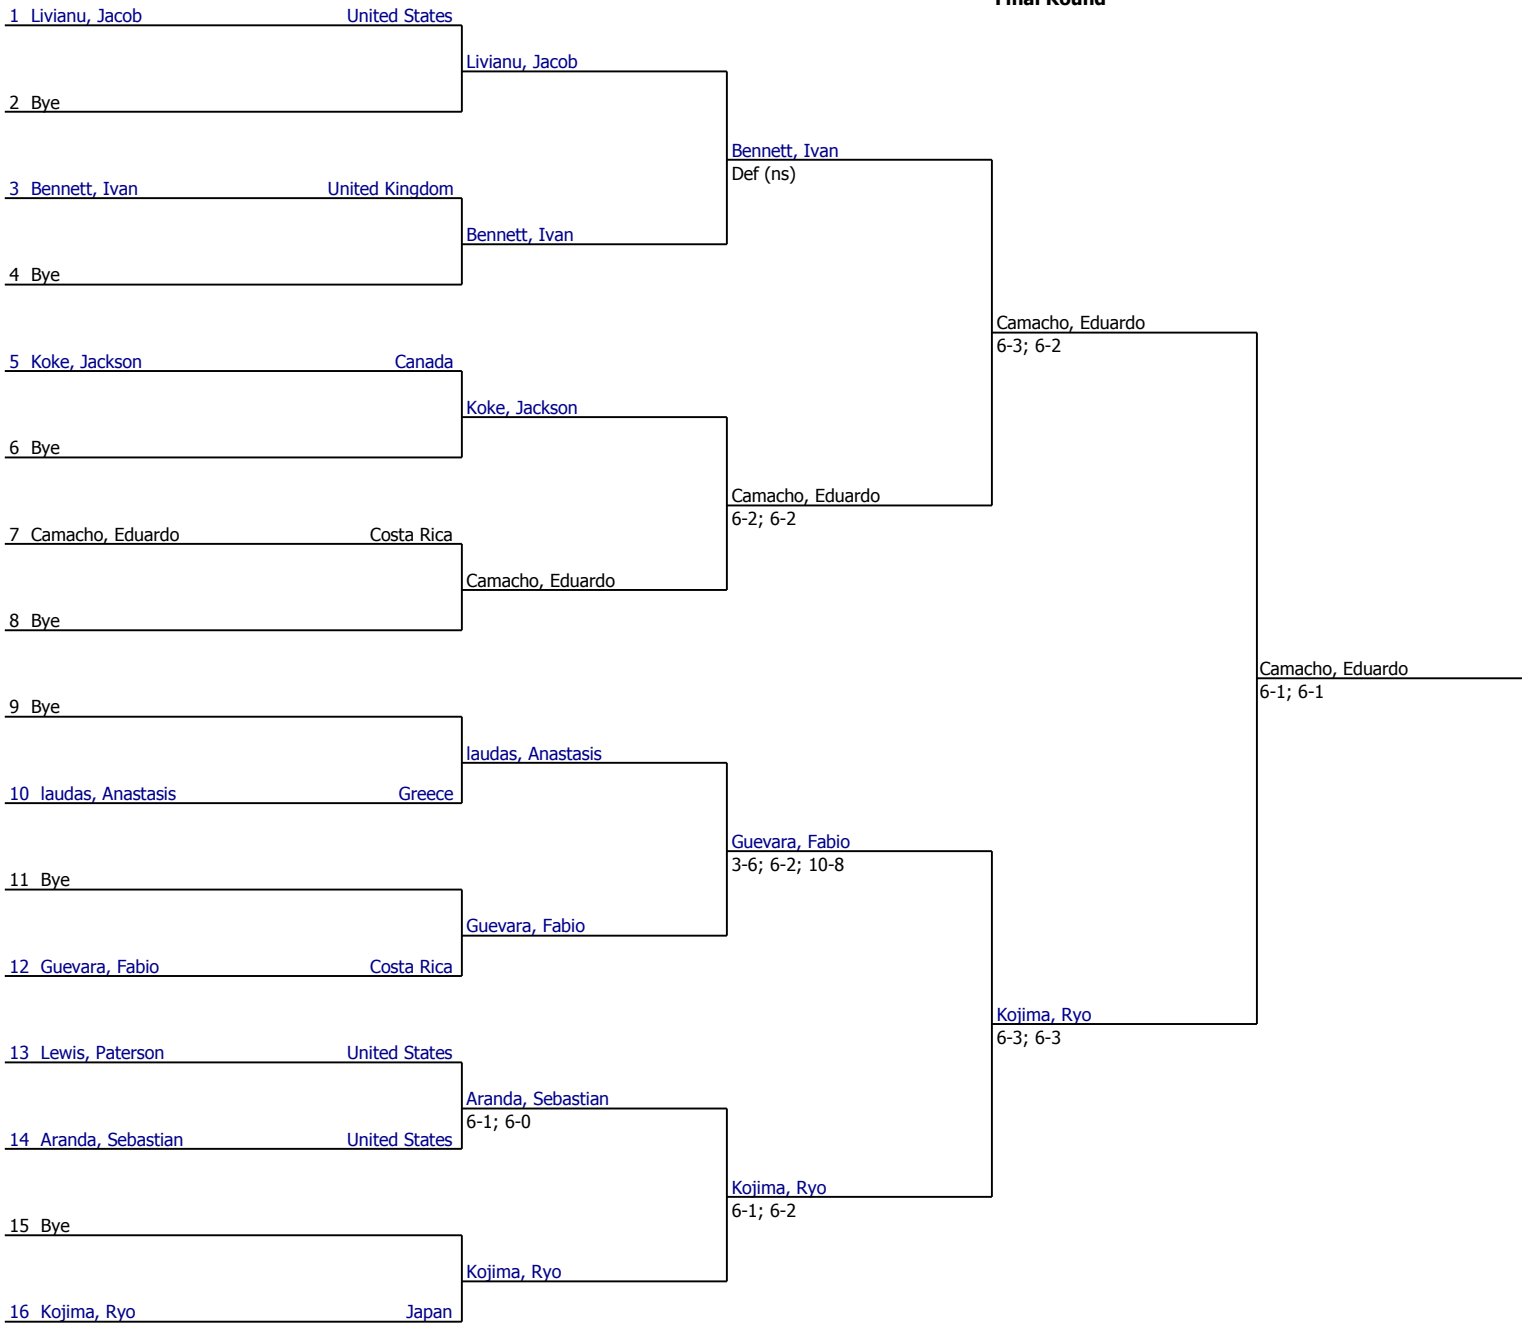 Final Round
1 Livianu, Jacob United States
Livianu, Jacob
2 Bye
Bennett, Ivan
Def (ns)
3 Bennett, Ivan United Kingdom
Bennett, Ivan
4 Bye
Camacho, Eduardo
6-3; 6-2
5 Koke, Jackson Canada
Koke, Jackson
6 Bye
Camacho, Eduardo
6-2; 6-2
7 Camacho, Eduardo Costa Rica
Camacho, Eduardo
8 Bye
Camacho, Eduardo
6-1; 6-1
9 Bye
laudas, Anastasis
10 laudas, Anastasis Greece
Guevara, Fabio
3-6; 6-2; 10-8
11 Bye
Guevara, Fabio
12 Guevara, Fabio Costa Rica
Kojima, Ryo
6-3; 6-3
13 Lewis, Paterson United States
Aranda, Sebastian
6-1; 6-0
14 Aranda, Sebastian United States
Kojima, Ryo
6-1; 6-2
15 Bye
Kojima, Ryo
16 Kojima, Ryo Japan